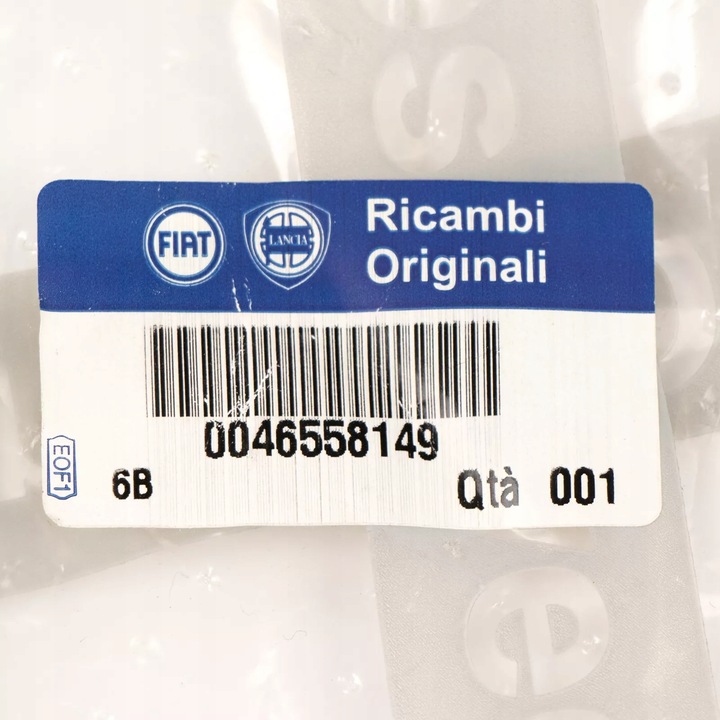 s
FIAT
LANCIA
Ricambi
Originali
0046558149
EOF1
6B
Qtà 001
e